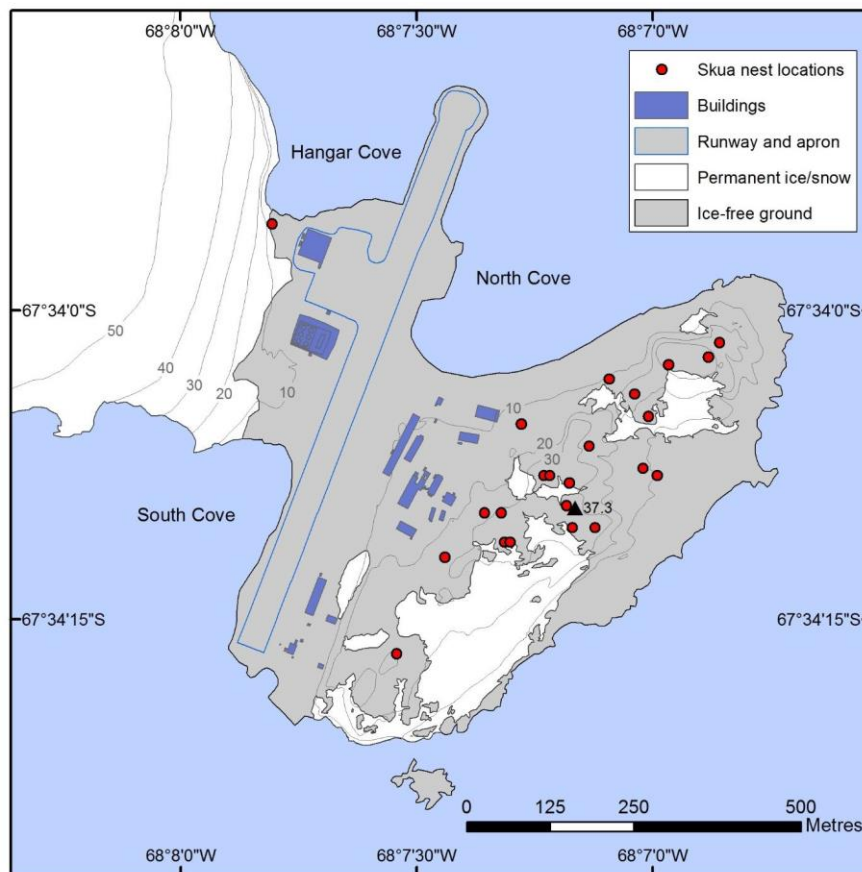 68°8'0"W 68°7'30"W 68°7'0"W
Skua nest locations
Buildings
Runway and apron
Permanent ice/snow
Ice-free ground
Hangar Cove
North Cove
67°34'0"S 67°34'0"S
50
40
30
20
10
10
20
30
37.3
South Cove
67°34'15"S 67°34'15"S
0 125 250 500
Metres
68°8'0"W 68°7'30"W 68°7'0"W